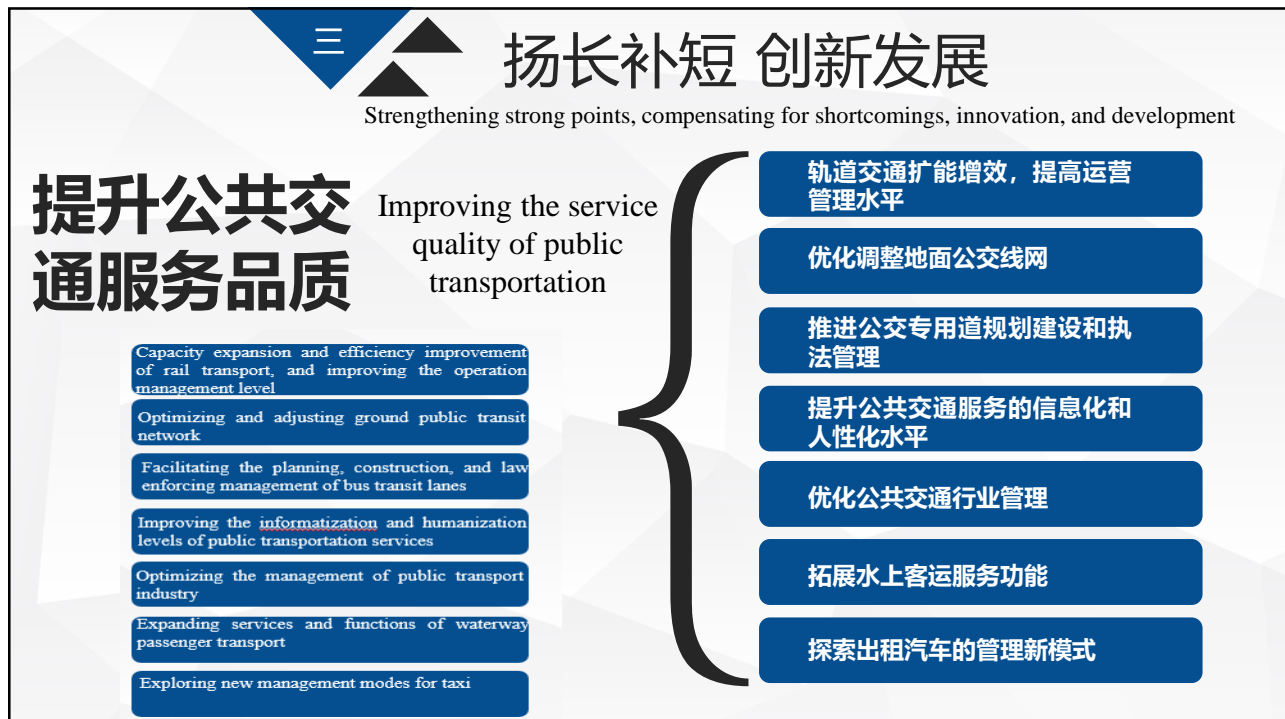 三
扬长补短 创新发展
Strengthening strong points, compensating for shortcomings, innovation, and development
提升公共交
通服务品质
Improving the service
quality of public
transportation
Capacity expansion and efficiency improvement
of rail transport, and improving the operation
management level
Optimizing and adjusting ground public transit
network
Facilitating the planning, construction, and law
enforcing management of bus transit lanes
Improving the informatization and humanization
levels of public transportation services
Optimizing the management of public transport
industry
Expanding services and functions of waterway
passenger transport
Exploring new management modes for taxi
轨道交通扩能增效，提高运营
管理水平
优化调整地面公交线网
推进公交专用道规划建设和执
法管理
提升公共交通服务的信息化和
人性化水平
优化公共交通行业管理
拓展水上客运服务功能
探索出租汽车的管理新模式